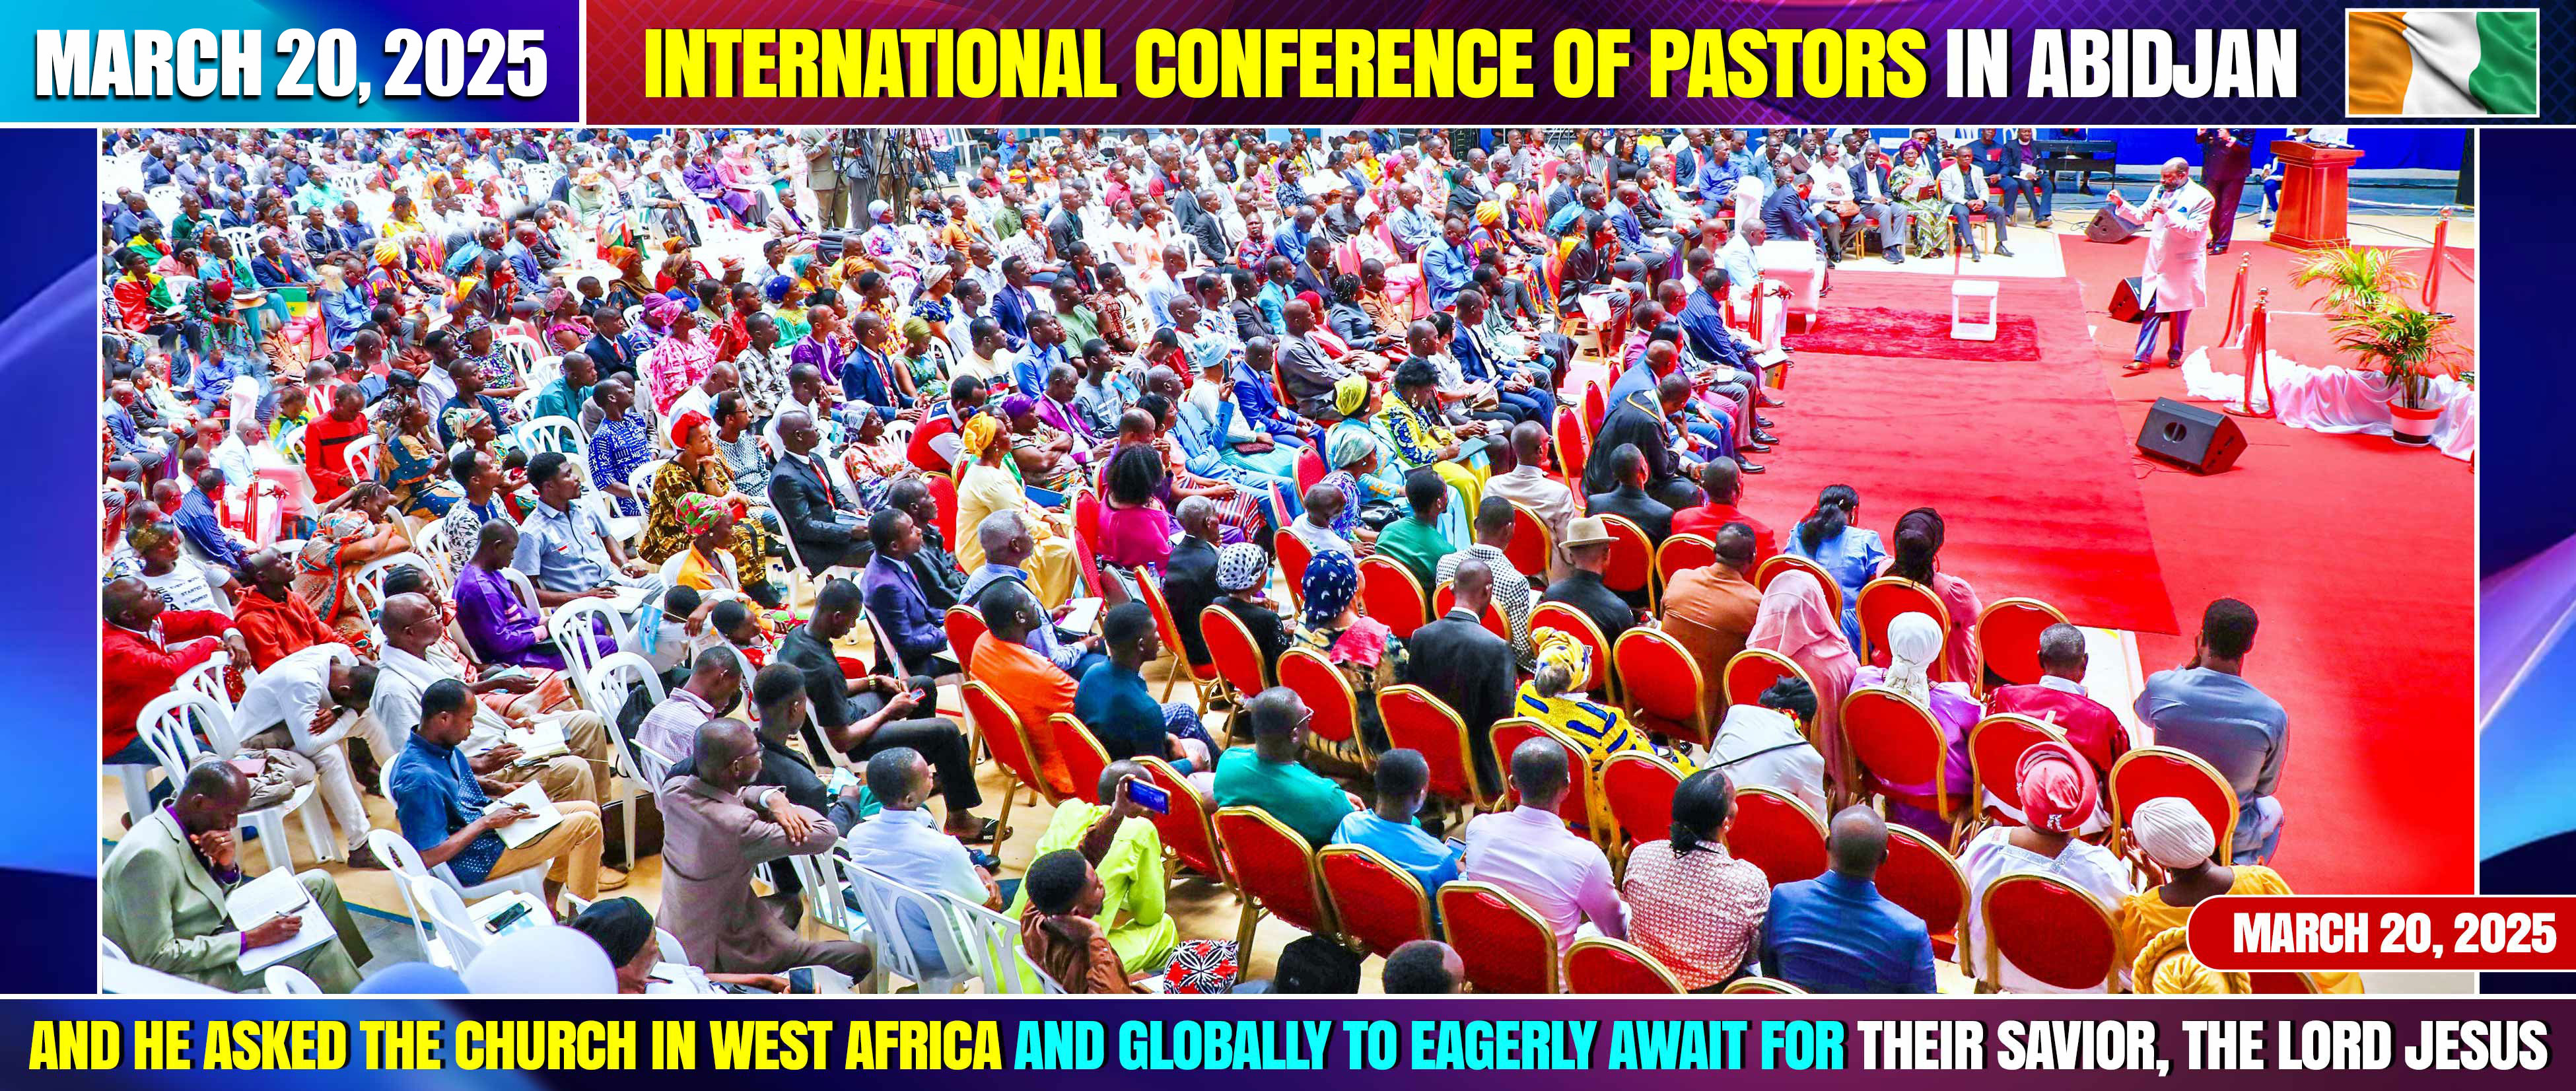 MARCH 20, 2025
INTERNATIONAL CONFERENCE OF PASTORS IN ABIDJAN
MARCH 20, 2025
AND HE ASKED THE CHURCH IN WEST AFRICA AND GLOBALLY TO EAGERLY AWAIT FOR THEIR SAVIOR, THE LORD JESUS